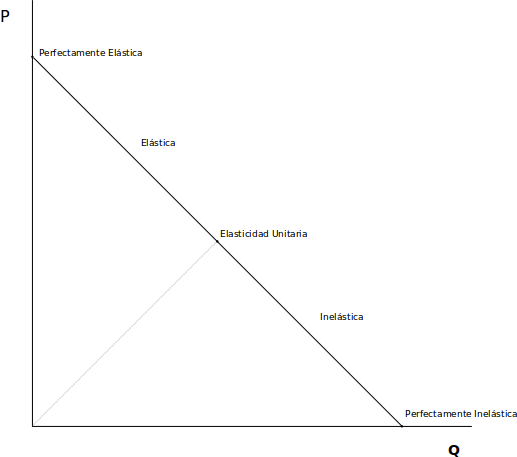 P
Perfectamente Elástica
Elástica
Elasticidad Unitaria
Inelástica
Perfectamente Inelástica
Q